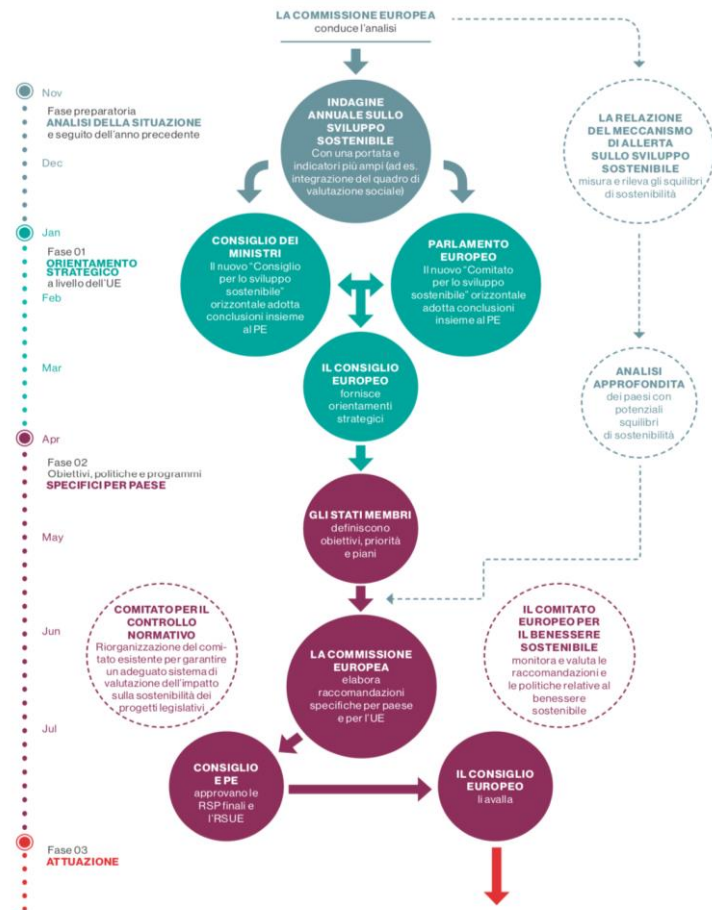 LA COMMISSIONE EUROPEA
conduce l'analisi
Nov
Fase preparatoria
ANALISI DELLA SITUAZIONE
e seguito dell'anno precedente
Dec
INDAGINE
ANNUALE SULLO
SVILUPPO
SOSTENIBILE
Con una portata e
indicatori più ampi (ad es.
integrazione del quadro di
valutazione sociale)
LA RELAZIONE
DEL MECCANISMO
DI ALLERTA
SULLO SVILUPPO
SOSTENIBILE
misura e rileva gli squilibri
di sostenibilità
Jan
Fase 01
ORIENTAMENTO
STRATEGICO
a livello dell'UE
Feb
CONSIGLIO DEI
MINISTRI
Il nuovo "Consiglio
per lo sviluppo
sostenibile"
orizzontale adotta
conclusioni insieme
al PE
PARLAMENTO
EUROPEO
Il nuovo "Comitato
per lo sviluppo
sostenibile" orizzontale
adotta conclusioni
insieme al PE
Mar
IL CONSIGLIO
EUROPEO
fornisce
orientamenti
strategici
ANALISI
APPROFONDITA
dei paesi con
potenziali
squilibri
di sostenibilità
Apr
Fase 02
Obiettivi, politiche e programmi
SPECIFICI PER PAESE
GLI STATI MEMBRI
definiscono
obiettivi, priorità
e piani
May
Jun
COMITATO PER IL
CONTROLLO
NORMATIVO
Riorganizzazione del comi-
tato esistente per garantire
un adeguato sistema di
valutazione dell'impatto
sulla sostenibilità dei
progetti legislativi
LA COMMISSIONE
EUROPEA
elabora
raccomandazioni
specifiche per paese
e per l'UE
IL COMITATO
EUROPEO PER
IL BENESSERE
SOSTENIBILE
monitora e valuta le
raccomandazioni e
le politiche relative al
benessere
sostenibile
Jul
CONSIGLIO
E PE
approvano le
RSP finali e
l'RSUE
IL CONSIGLIO
EUROPEO
li avalla
Fase 03
ATTUAZIONE